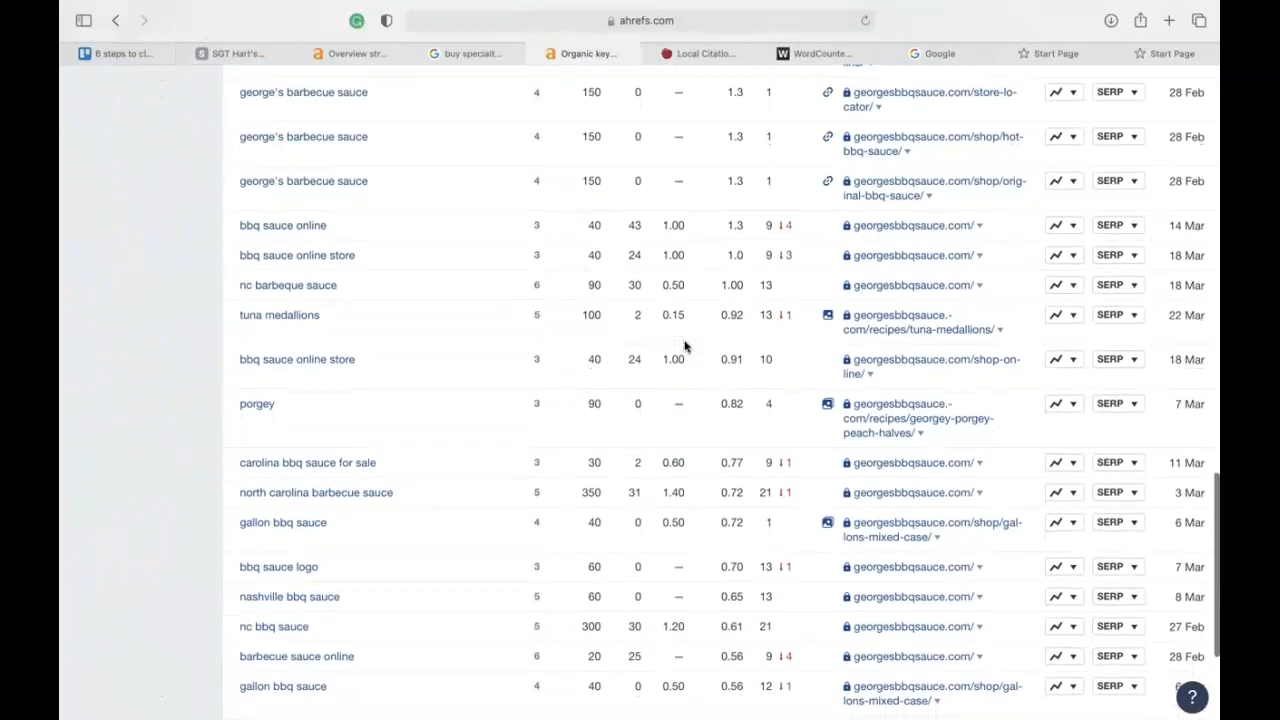 ahrefs.com
6 steps to cl... SGT Hart's... Overview str... buy specialt... Organic key... Local Citatio... WordCounte... Google Start Page Start Page
george's barbecue sauce 4 150 0 — 1.3 1 georgesbbqsauce.com/store-lo-
cator/
SERP 28 Feb
george's barbecue sauce 4 150 0 — 1.3 1 georgesbbqsauce.com/shop/hot-
bbq-sauce/
SERP 28 Feb
george's barbecue sauce 4 150 0 — 1.3 1 georgesbbqsauce.com/shop/orig-
inal-bbq-sauce/
SERP 28 Feb
bbq sauce online 3 40 43 1.00 1.3 9 ↓4 georgesbbqsauce.com/ SERP 14 Mar
bbq sauce online store 3 40 24 1.00 1.0 9 ↓3 georgesbbqsauce.com/ SERP 18 Mar
nc barbeque sauce 6 90 30 0.50 1.00 13 georgesbbqsauce.com/ SERP 18 Mar
tuna medallions 5 100 2 0.15 0.92 13 ↓1 georgesbbqsauce.-
com/recipes/tuna-medallions/
SERP 22 Mar
bbq sauce online store 3 40 24 1.00 0.91 10 georgesbbqsauce.com/shop-on-
line/
SERP 18 Mar
porgey 3 90 0 — 0.82 4 georgesbbqsauce.-
com/recipes/georgey-porgey-
peach-halves/
SERP 7 Mar
carolina bbq sauce for sale 3 30 2 0.60 0.77 9 ↓1 georgesbbqsauce.com/ SERP 11 Mar
north carolina barbecue sauce 5 350 31 1.40 0.72 21 ↓1 georgesbbqsauce.com/ SERP 3 Mar
gallon bbq sauce 4 40 0 0.50 0.72 1 georgesbbqsauce.com/shop/gal-
lons-mixed-case/
SERP 6 Mar
bbq sauce logo 3 60 0 — 0.70 13 ↓1 georgesbbqsauce.com/ SERP 7 Mar
nashville bbq sauce 5 60 0 — 0.65 13 georgesbbqsauce.com/ SERP 8 Mar
nc bbq sauce 5 300 30 1.20 0.61 21 georgesbbqsauce.com/ SERP 27 Feb
barbecue sauce online 6 20 25 — 0.56 9 ↓4 georgesbbqsauce.com/ SERP 28 Feb
gallon bbq sauce 4 40 0 0.50 0.56 12 ↓1 georgesbbqsauce.com/shop/gal-
lons-mixed-case/
SERP
?